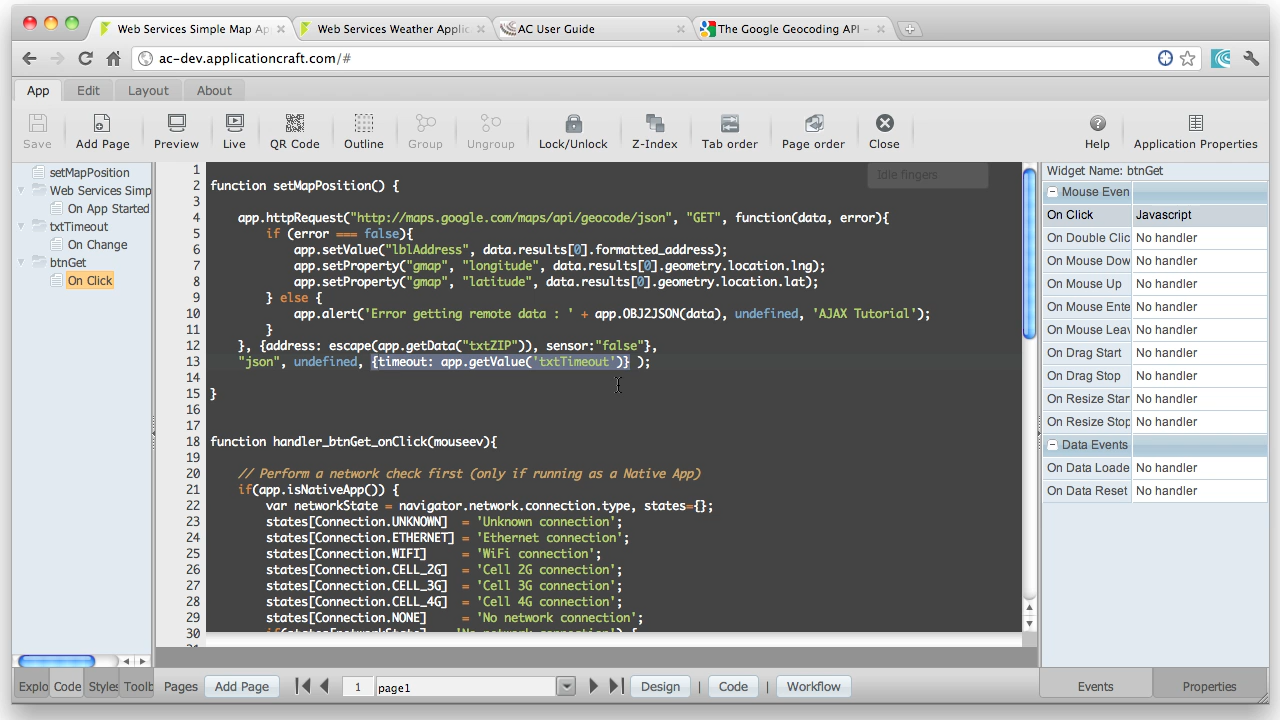 Web Services Simple Map Ap
Web Services Weather Applic
AC User Guide
The Google Geocoding API –
ac-dev.applicationcraft.com/#
App
Edit
Layout
About
Save
Add Page
Preview
Live
QR Code
Outline
Group
Ungroup
Lock/Unlock
Z-Index
Tab order
Page order
Close
Help
Application Properties
setMapPosition
Web Services Simp
On App Started
txtTimeout
On Change
btnGet
On Click
Idle fingers
1
2 function setMapPosition() {
3
4 app.httpRequest("http://maps.google.com/maps/api/geocode/json", "GET", function(data, error){
5 if (error === false){
6 app.setValue("lblAddress", data.results[0].formatted_address);
7 app.setProperty("gmap", "longitude", data.results[0].geometry.location.lng);
8 app.setProperty("gmap", "latitude", data.results[0].geometry.location.lat);
9 } else {
10 app.alert('Error getting remote data : ' + app.OBJ2JSON(data), undefined, 'AJAX Tutorial');
11 }
12 }, {address: escape(app.getData("txtZIP")), sensor:"false"},
13 "json", undefined, {timeout: app.getValue('txtTimeout')} );
14
15 }
16
17
18 function handler_btnGet_onClick(mouseev){
19
20 // Perform a network check first (only if running as a Native App)
21 if(app.isNativeApp()) {
22 var networkState = navigator.network.connection.type, states={};
23 states[Connection.UNKNOWN] = 'Unknown connection';
24 states[Connection.ETHERNET] = 'Ethernet connection';
25 states[Connection.WIFI] = 'WiFi connection';
26 states[Connection.CELL_2G] = 'Cell 2G connection';
27 states[Connection.CELL_3G] = 'Cell 3G connection';
28 states[Connection.CELL_4G] = 'Cell 4G connection';
29 states[Connection.NONE] = 'No network connection';
30
Widget Name: btnGet
Mouse Even
On Click Javascript
On Double Clic No handler
On Mouse Dow No handler
On Mouse Up No handler
On Mouse Ente No handler
On Mouse Leav No handler
On Drag Start No handler
On Drag Stop No handler
On Resize Star No handler
On Resize Stop No handler
Data Events
On Data Loade No handler
On Data Reset No handler
Explo
Code
Styles
Toolb
Pages
Add Page
1
page1
Design
|
Code
|
Workflow
Events
Properties